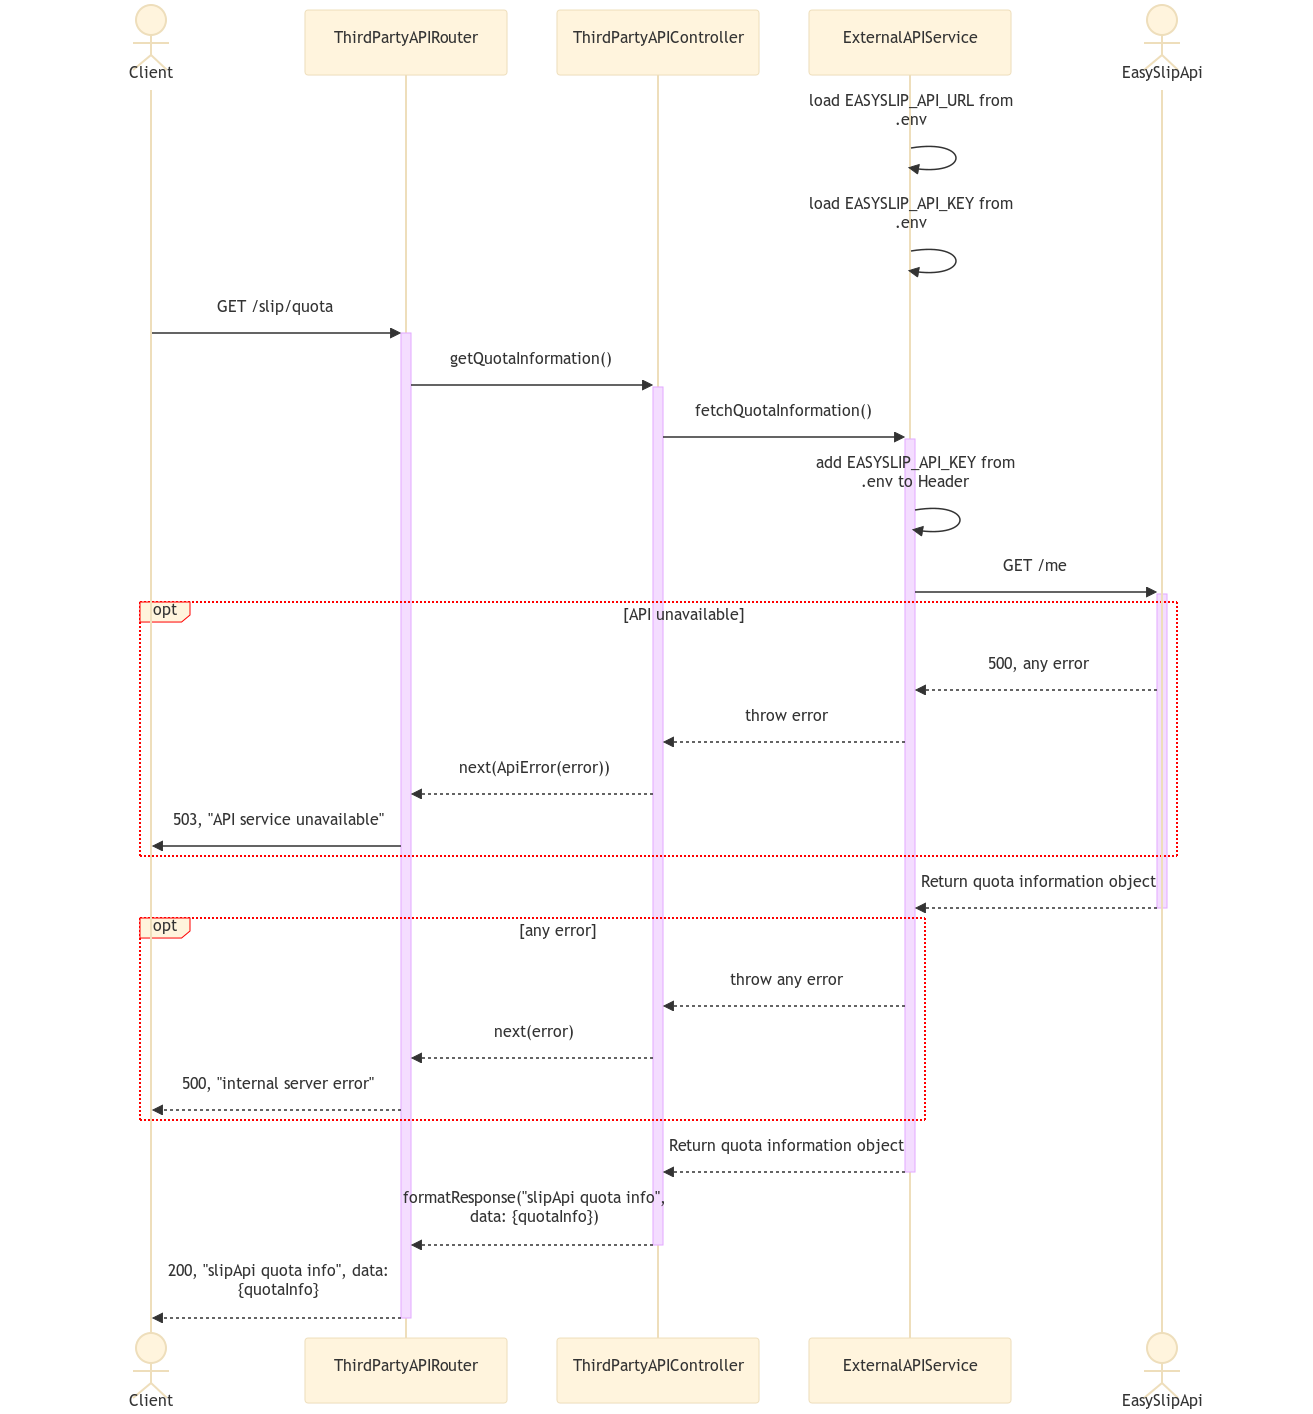 Client
ThirdPartyAPIRouter
ThirdPartyAPIController
ExternalAPIService
EasySlipApi
load EASYSLIP_API_URL from
.env
load EASYSLIP_API_KEY from
.env
GET /slip/quota
getQuotaInformation()
fetchQuotaInformation()
add EASYSLIP_API_KEY from
.env to Header
GET /me
opt
[API unavailable]
500, any error
throw error
next(ApiError(error))
503, "API service unavailable"
Return quota information object
opt
[any error]
throw any error
next(error)
500, "internal server error"
Return quota information object
formatResponse("slipApi quota info",
data: {quotaInfo})
200, "slipApi quota info", data:
{quotaInfo}
Client
ThirdPartyAPIRouter
ThirdPartyAPIController
ExternalAPIService
EasySlipApi